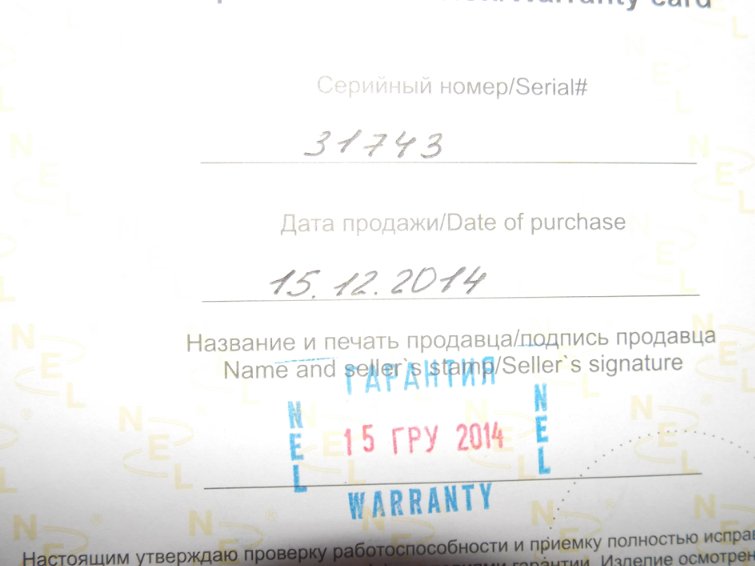 Warranty card
Серийный номер/Serial#
31743
Дата продажи/Date of purchase
15.12.2014
Название и печать продавца/подпись продавца
Name and seller`s stamp/Seller`s signature
ГАРАНТИЯ
NEL
15 ГРУ 2014
NEL
WARRANTY
Настоящим утверждаю проверку работоспособности и приемку полностью
гарантии. Изделие